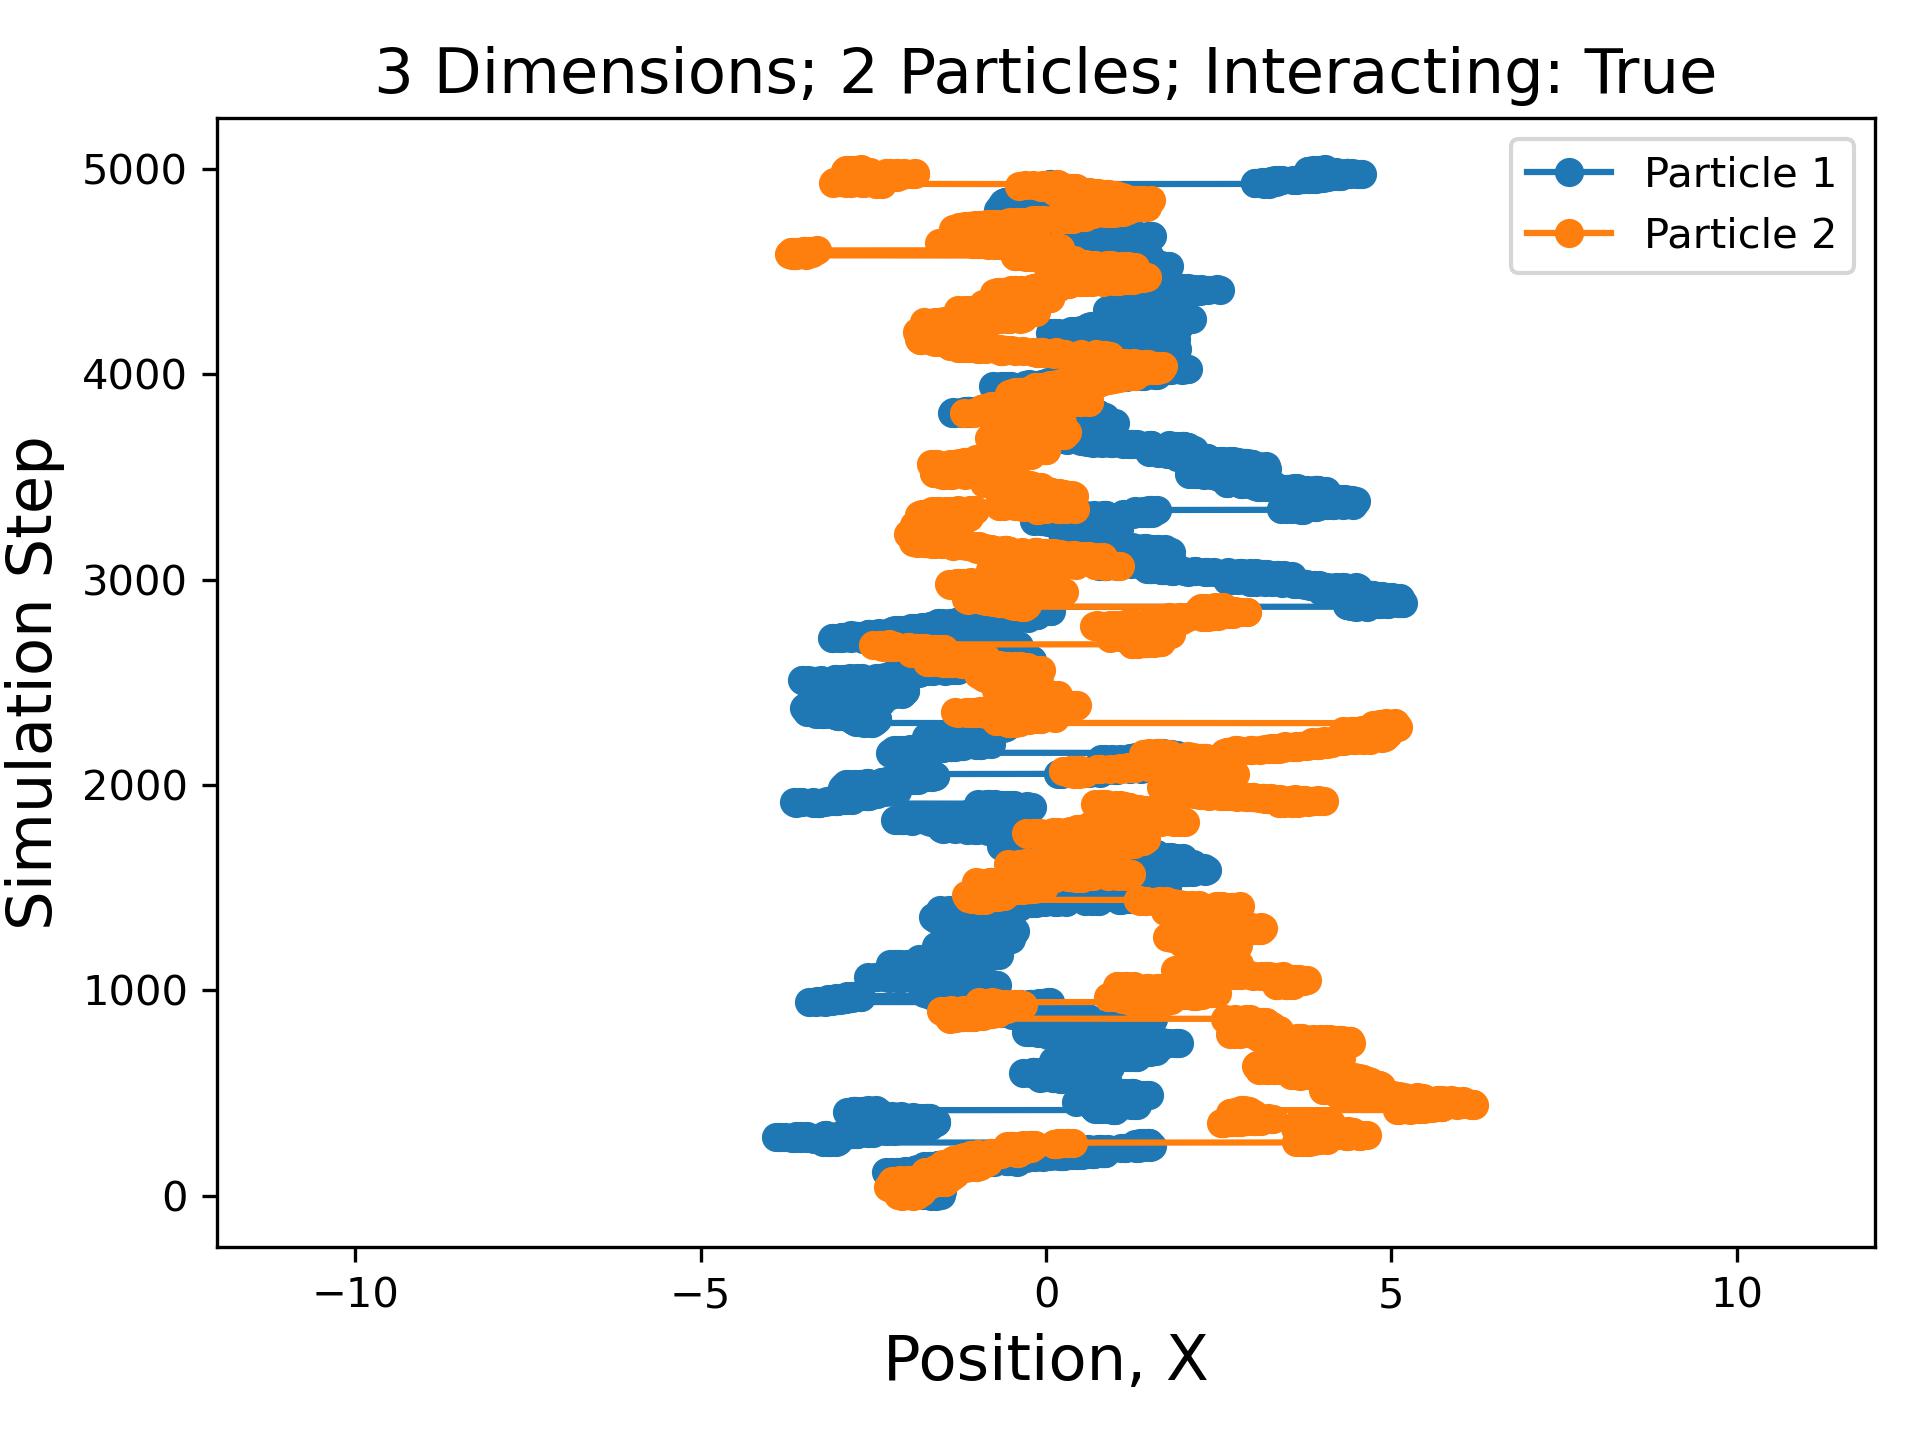 3 Dimensions; 2 Particles; Interacting: True
Particle 1
Particle 2
Simulation Step
5000
4000
3000
2000
1000
0
−10
−5
0
5
10
Position, X